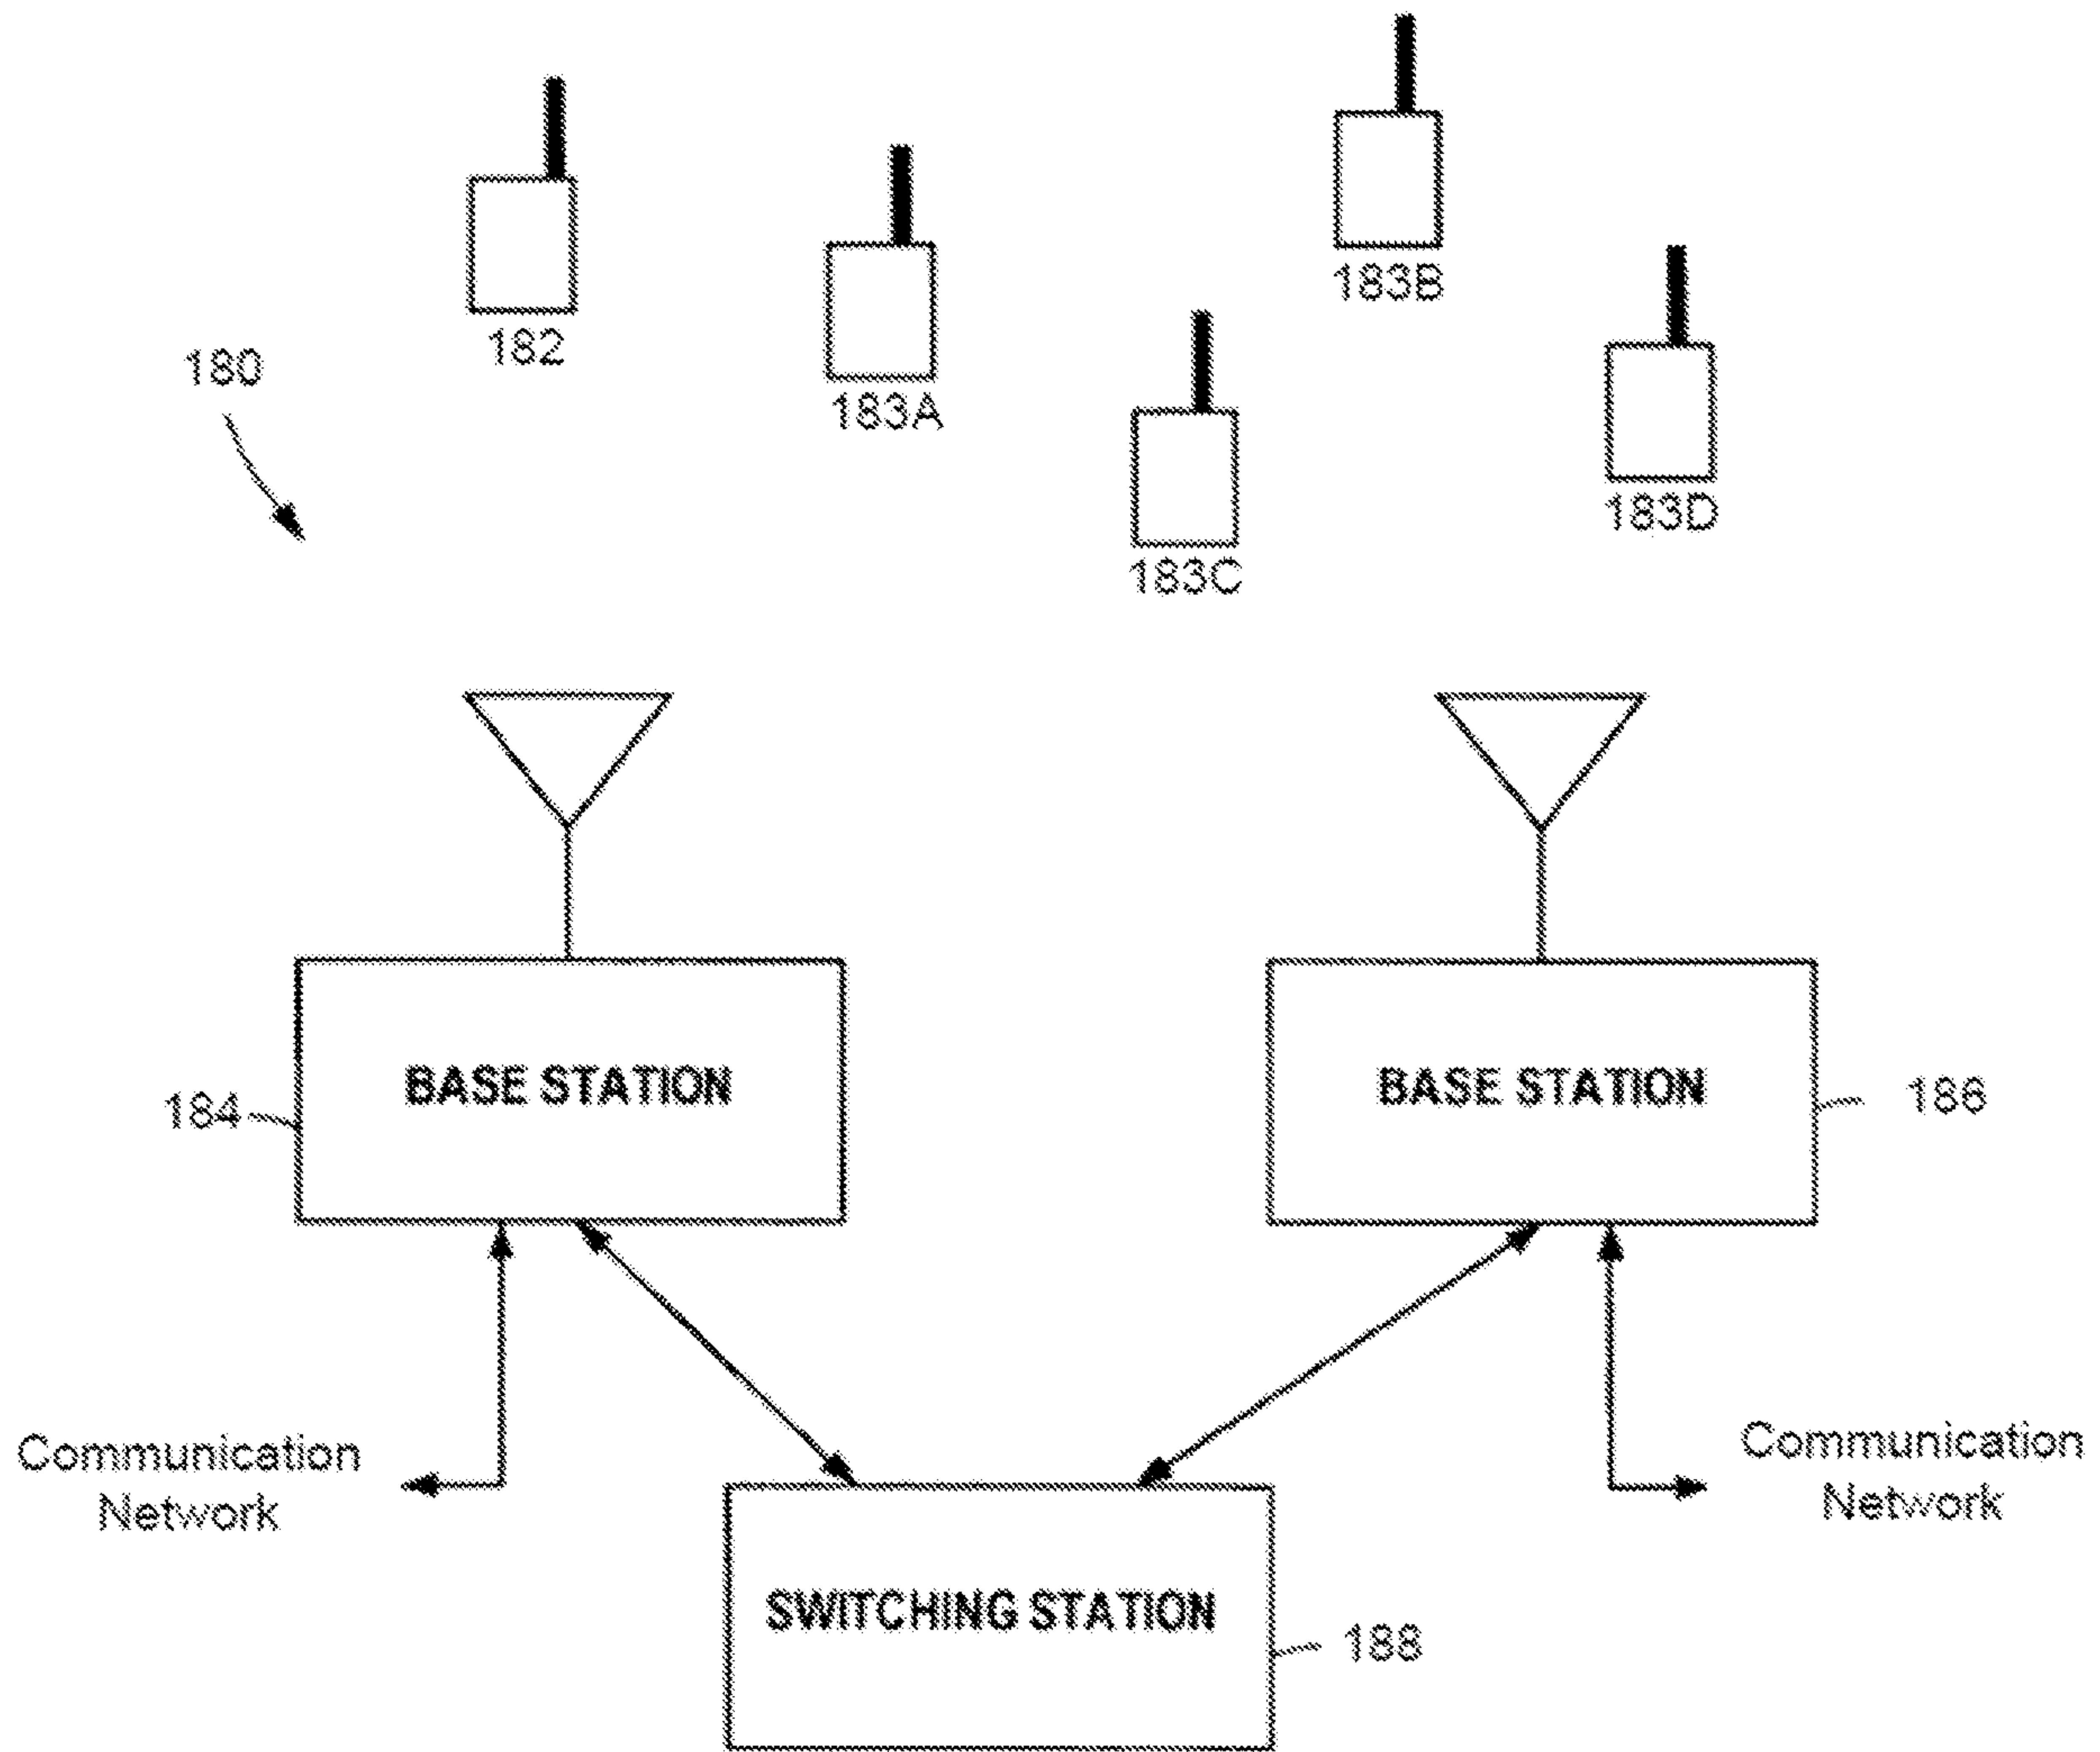 183B
182
180
183A
183D
183C
BASE STATION
BASE STATION
184
186
Communication
Network
Communication
Network
SWITCHING STATION
188